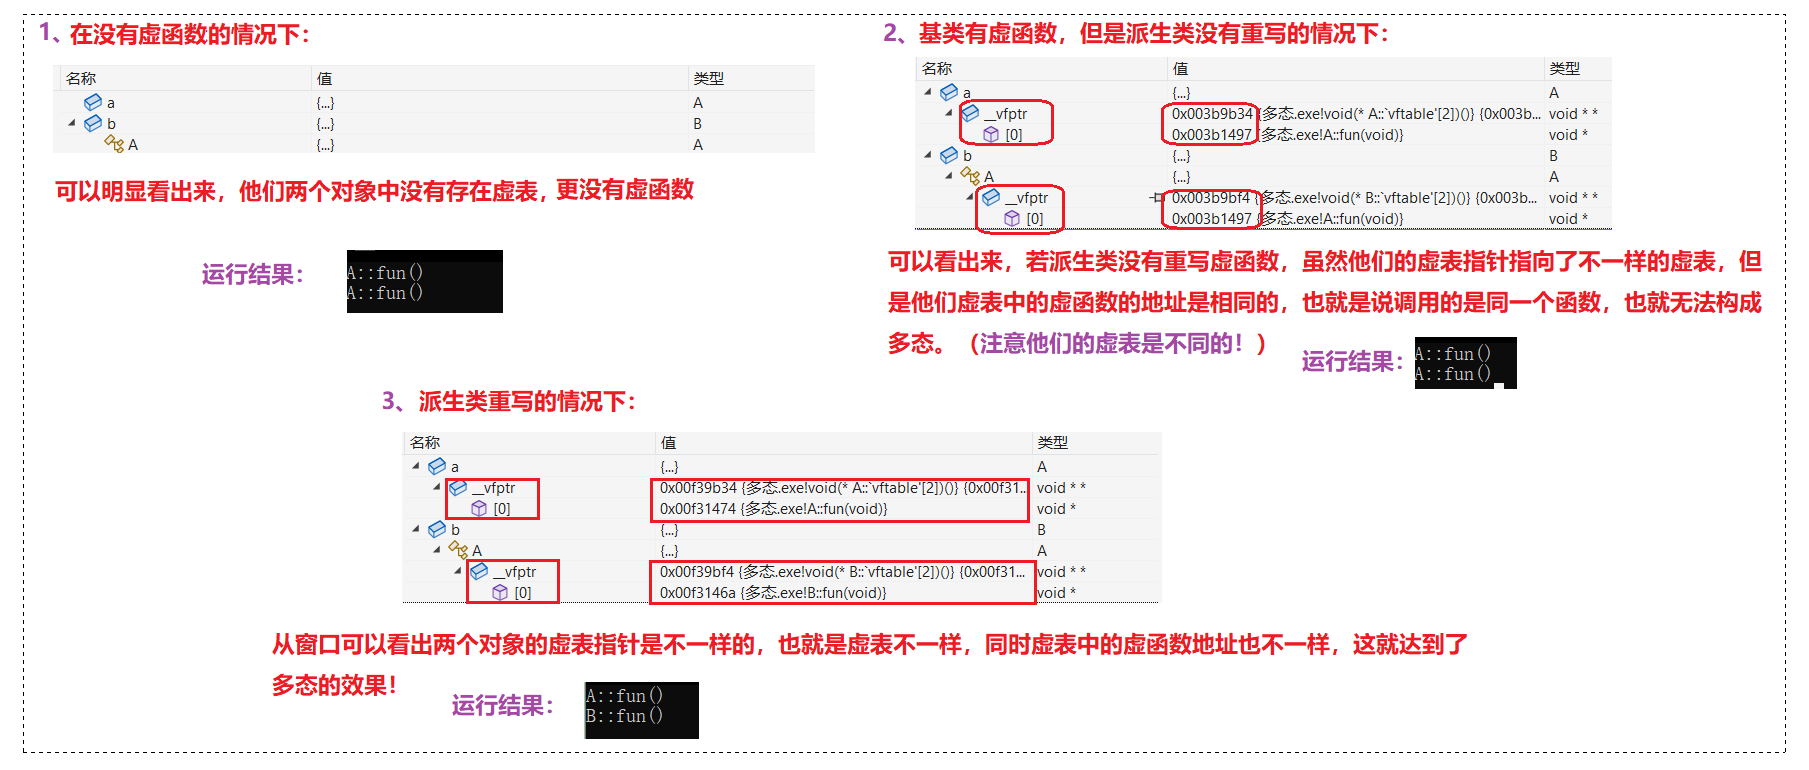 1、在没有虚函数的情况下：
名称 值 类型
a {...} A
b {...} B
A {...} A
可以明显看出来，他们两个对象中没有存在虚表，更没有虚函数
运行结果：
A::fun()
A::fun()
2、基类有虚函数，但是派生类没有重写的情况下：
名称 值 类型
a {...} A
__vfptr 0x003b9b34 {多态.exe!void(* A::`vftable'[2])()} {0x003b... void * *
[0] 0x003b1497 {多态.exe!A::fun(void)} void *
b {...} B
A {...} A
__vfptr 0x003b9bf4 {多态.exe!void(* B::`vftable'[2])()} {0x003b... void * *
[0] 0x003b1497 {多态.exe!A::fun(void)} void *
可以看出来，若派生类没有重写虚函数，虽然他们的虚表指针指向了不一样的虚表，但
是他们虚表中的虚函数的地址是相同的，也就是说调用的是同一个函数，也就无法构成
多态。（注意他们的虚表是不同的！）
运行结果：
A::fun()
A::fun()
3、派生类重写的情况下：
名称 值 类型
a {...} A
__vfptr 0x00f39b34 {多态.exe!void(* A::`vftable'[2])()} {0x00f31... void * *
[0] 0x00f31474 {多态.exe!A::fun(void)} void *
b {...} B
A {...} A
__vfptr 0x00f39bf4 {多态.exe!void(* B::`vftable'[2])()} {0x00f31... void * *
[0] 0x00f3146a {多态.exe!B::fun(void)} void *
从窗口可以看出两个对象的虚表指针是不一样的，也就是虚表不一样，同时虚表中的虚函数地址也不一样，这就达到了
多态的效果！
运行结果：
A::fun()
B::fun()